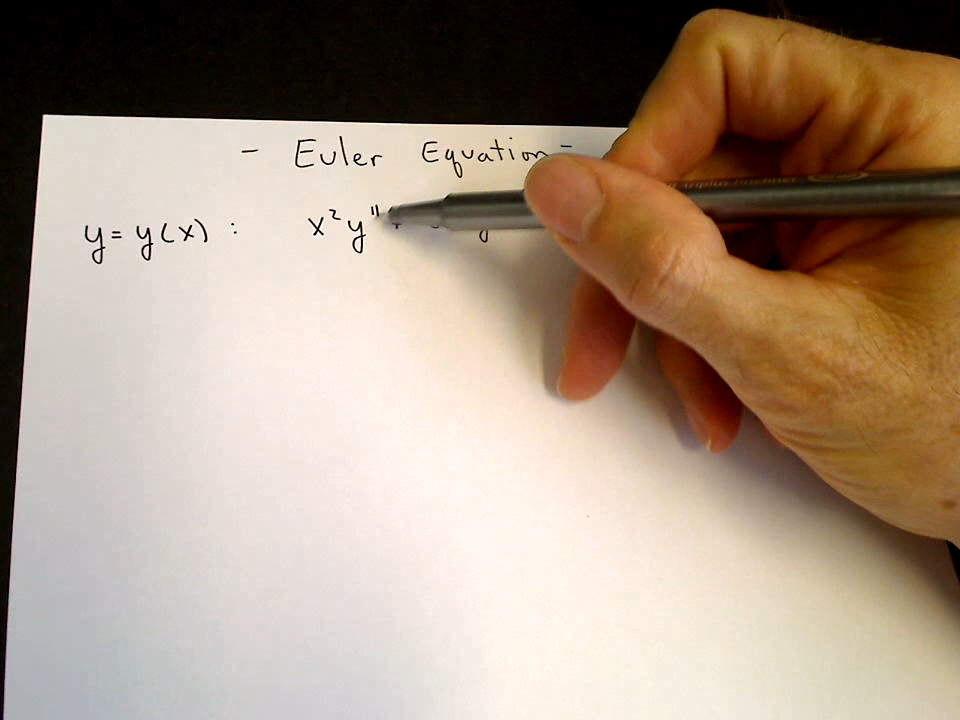 - Euler Equation -
y = y(x) : x²y" +